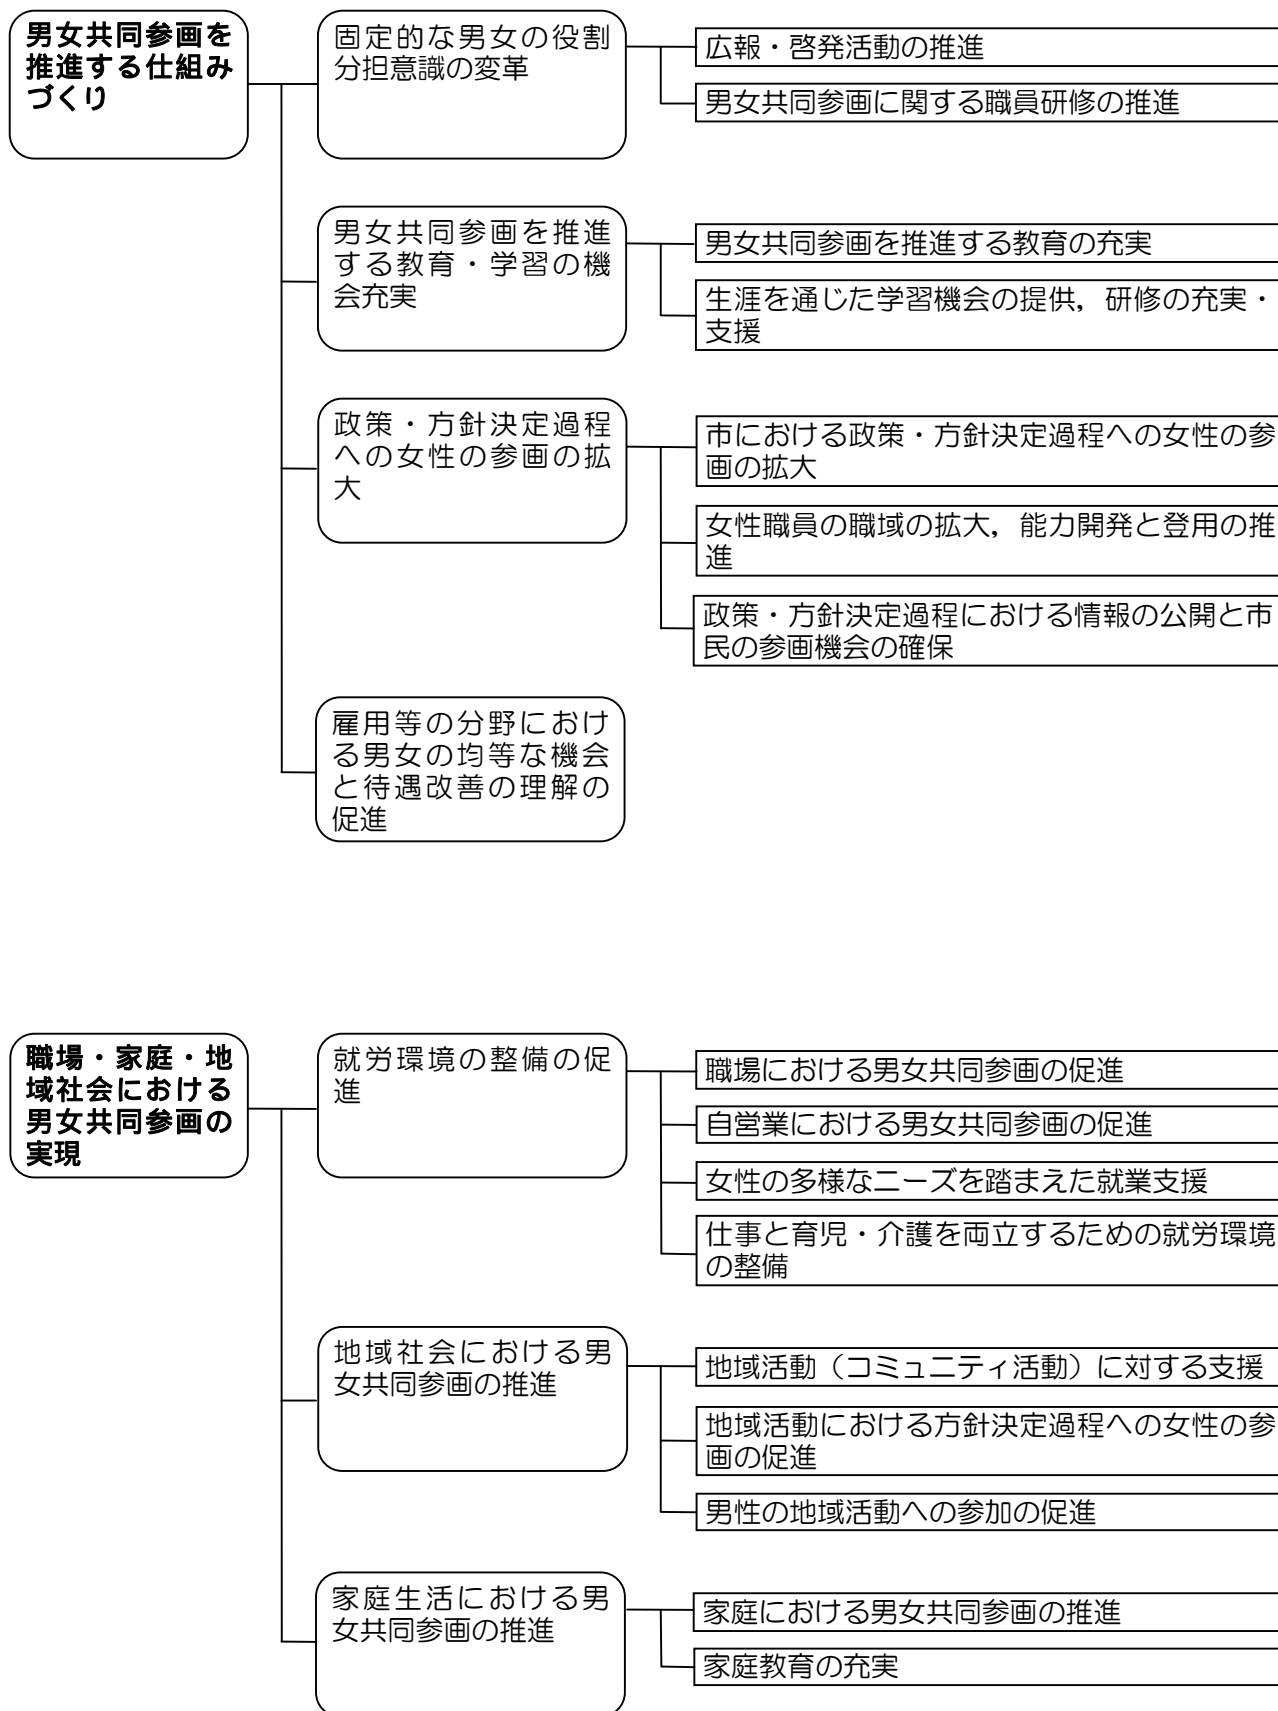 男女共同参画を
推進する仕組み
づくり
固定的な男女の役割
分担意識の変革
広報・啓発活動の推進
男女共同参画に関する職員研修の推進
男女共同参画を推進
する教育・学習の機
会充実
男女共同参画を推進する教育の充実
生涯を通じた学習機会の提供，研修の充実・
支援
政策・方針決定過程
への女性の参画の拡
大
市における政策・方針決定過程への女性の参
画の拡大
女性職員の職域の拡大，能力開発と登用の推
進
政策・方針決定過程における情報の公開と市
民の参画機会の確保
雇用等の分野におけ
る男女の均等な機会
と待遇改善の理解の
促進
職場・家庭・地
域社会における
男女共同参画の
実現
就労環境の整備の促
進
職場における男女共同参画の促進
自営業における男女共同参画の促進
女性の多様なニーズを踏まえた就業支援
仕事と育児・介護を両立するための就労環境
の整備
地域社会における男
女共同参画の推進
地域活動（コミュニティ活動）に対する支援
地域活動における方針決定過程への女性の参
画の促進
男性の地域活動への参加の促進
家庭生活における男
女共同参画の推進
家庭における男女共同参画の推進
家庭教育の充実